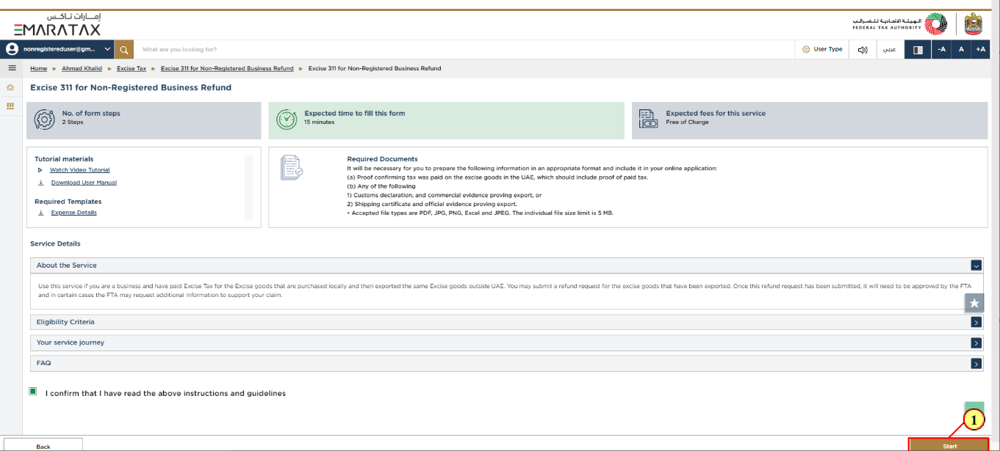 إمـــارات تـاكــس
EMARATAX
الهيئة الاتحادية للضرائب
FEDERAL TAX AUTHORITY
nonregistereduser@gm...
What are you looking for?
User Type
عربي
-A
A
+A
Home ▸ Ahmad Khalid ▸ Excise Tax ▸ Excise 311 for Non-Registered Business Refund ▸ Excise 311 for Non-Registered Business Refund
Excise 311 for Non-Registered Business Refund
No. of form steps
2 Steps
Expected time to fill this form
15 minutes
Expected fees for this service
Free of Charge
Tutorial materials
Watch Video Tutorial
Download User Manual
Required Templates
Expense Details
Required Documents
It will be necessary for you to prepare the following information in an appropriate format and include it in your online application:
(a) Proof confirming tax was paid on the excise goods in the UAE, which should include proof of paid tax.
(b) Any of the following
1) Customs declaration, and commercial evidence proving export, or
2) Shipping certificate and official evidence proving export.
• Accepted file types are PDF, JPG, PNG, Excel and JPEG. The individual file size limit is 5 MB.
Service Details
About the Service
Use this service if you are a business and have paid Excise Tax for the Excise goods that are purchased locally and then exported the same Excise goods outside UAE. You may submit a refund request for the excise goods that have been exported. Once this refund request has been submitted, it will need to be approved by the FTA
and in certain cases the FTA may request additional information to support your claim.
Eligibility Criteria
Your service journey
FAQ
I confirm that I have read the above instructions and guidelines
1
Back
Start